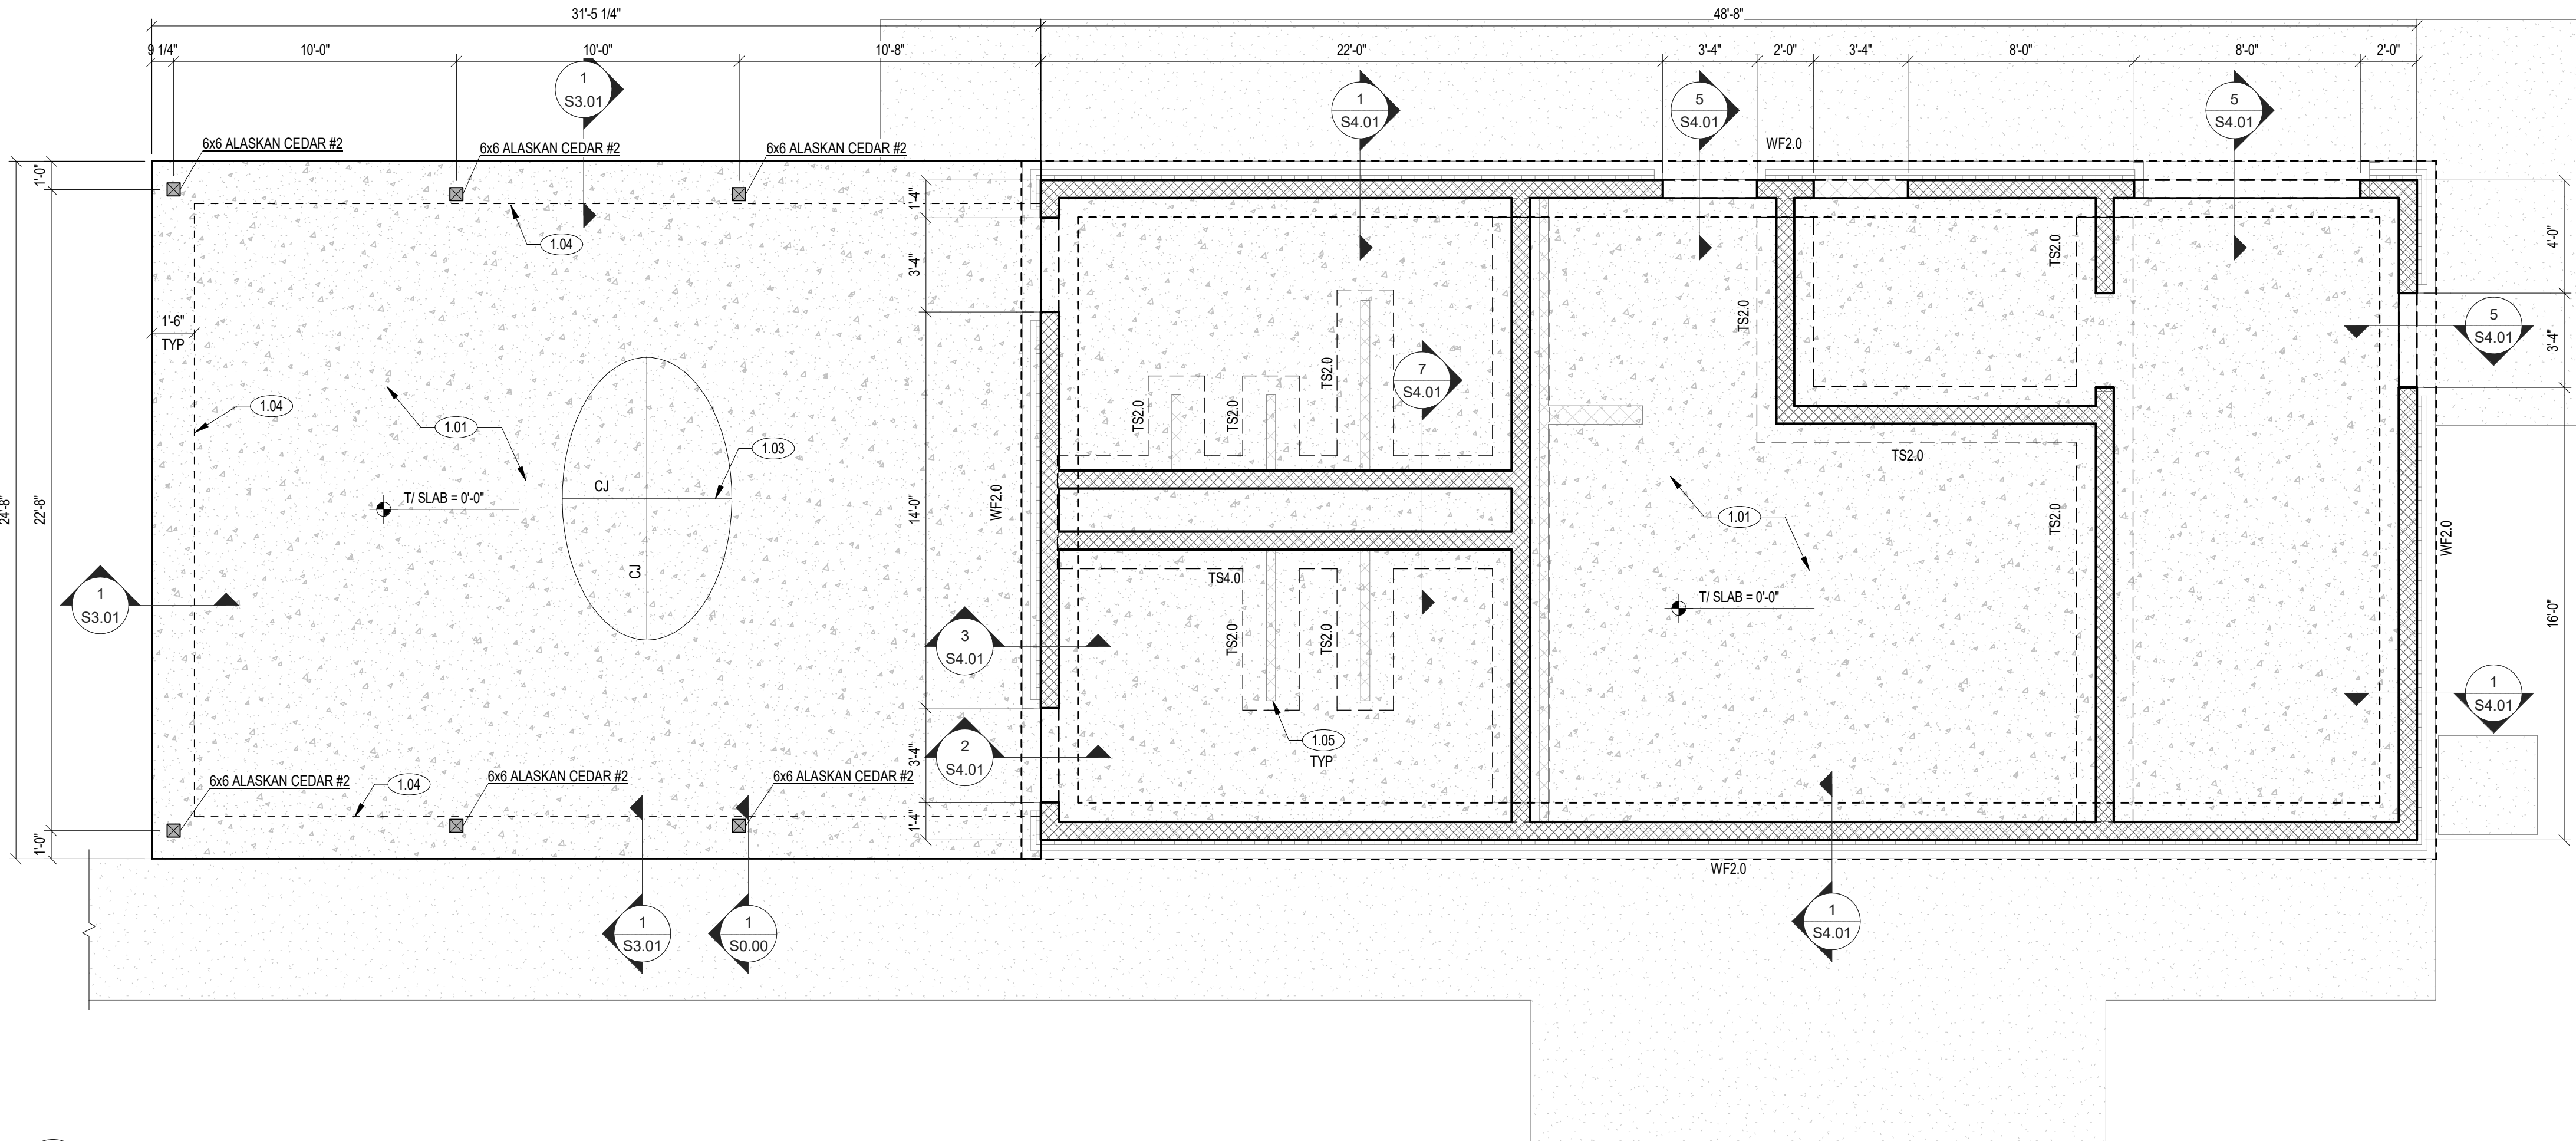 31'-5 1/4"
48'-8"
9 1/4"
10'-0"
10'-0"
10'-8"
22'-0"
3'-4"
2'-0"
3'-4"
8'-0"
8'-0"
2'-0"
1
S3.01
1
S4.01
5
S4.01
5
S4.01
6x6 ALASKAN CEDAR #2
6x6 ALASKAN CEDAR #2
6x6 ALASKAN CEDAR #2
WF2.0
1'-0"
1'-4"
1.04
3'-4"
TS2.0
4'-0"
1'-6"
TYP
TS2.0
5
S4.01
3'-4"
TS2.0
7
S4.01
1.04
1.01
TS2.0
TS2.0
1.03
TS2.0
CJ
T/ SLAB = 0'-0"
24'-8"
22'-8"
14'-0"
WF2.0
1.01
TS2.0
WF2.0
CJ
TS4.0
T/ SLAB = 0'-0"
1
S3.01
3
S4.01
TS2.0
TS2.0
16'-0"
1
S4.01
2
S4.01
3'-4"
1.05
TYP
6x6 ALASKAN CEDAR #2
1.04
6x6 ALASKAN CEDAR #2
6x6 ALASKAN CEDAR #2
1'-0"
1'-4"
WF2.0
1
S3.01
1
S0.00
1
S4.01